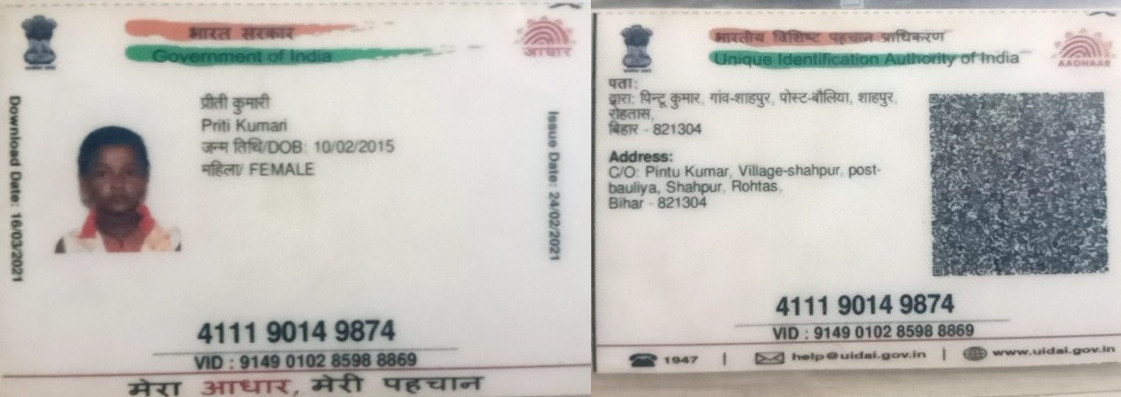 भारत सरकार
Government of India
आधार
Download Date: 16/03/2021
प्रीती कुमारी
Priti Kumari
जन्म तिथि/DOB: 10/02/2015
महिला/ FEMALE
Issue Date: 24/02/2021
4111 9014 9874
VID : 9149 0102 8598 8869
मेरा आधार, मेरी पहचान
भारतीय विशिष्ट पहचान प्राधिकरण
Unique Identification Authority of India
AADHAAR
पता:
द्वारा: पिन्टू कुमार, गांव-शाहपुर, पोस्ट-बौलिया, शाहपुर,
रोहतास,
बिहार - 821304
Address:
C/O: Pintu Kumar, Village-shahpur, post-
bauliya, Shahpur, Rohtas,
Bihar - 821304
4111 9014 9874
VID : 9149 0102 8598 8869
1947 | help@uidai.gov.in | www.uidai.gov.in